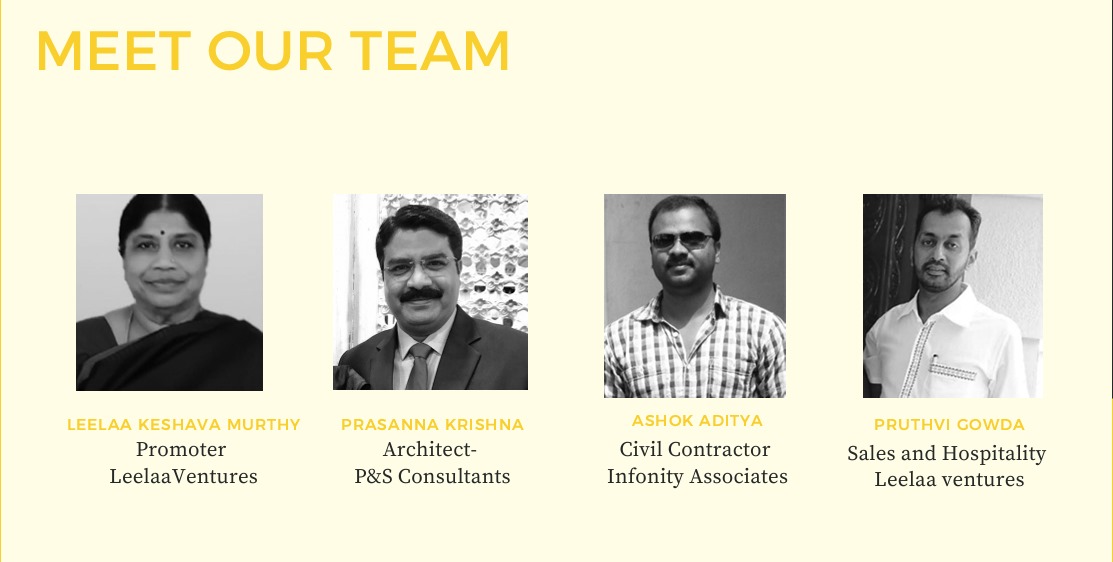 MEET OUR TEAM
LEELAA KESHAVA MURTHY
Promoter
LeelaaVentures
PRASANNA KRISHNA
Architect-
P&S Consultants
ASHOK ADITYA
Civil Contractor
Infonity Associates
PRUTHVI GOWDA
Sales and Hospitality
Leelaa ventures